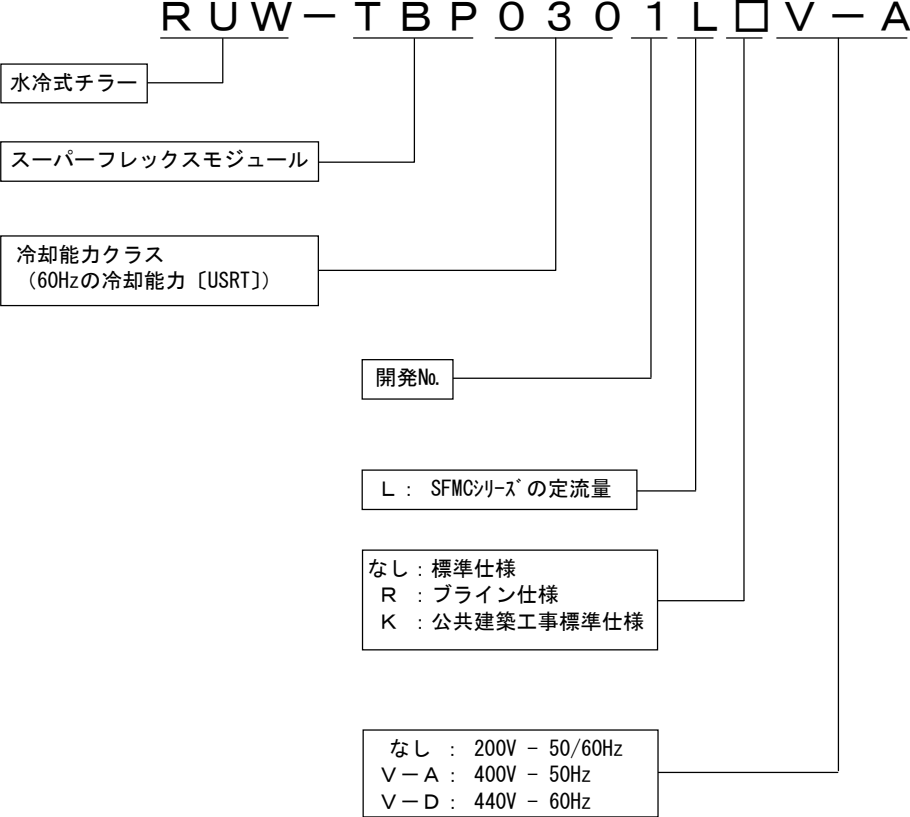 RUW－TBP0301L□V－A
水冷式チラー
スーパーフレックスモジュール
冷却能力クラス
（60Hzの冷却能力〔USRT〕）
開発№
L： SFMCｼﾘｰｽﾞの定流量
なし：標準仕様
R ：ブライン仕様
K ：公共建築工事標準仕様
なし ： 200V － 50/60Hz
V－A： 400V － 50Hz
V－D： 440V － 60Hz